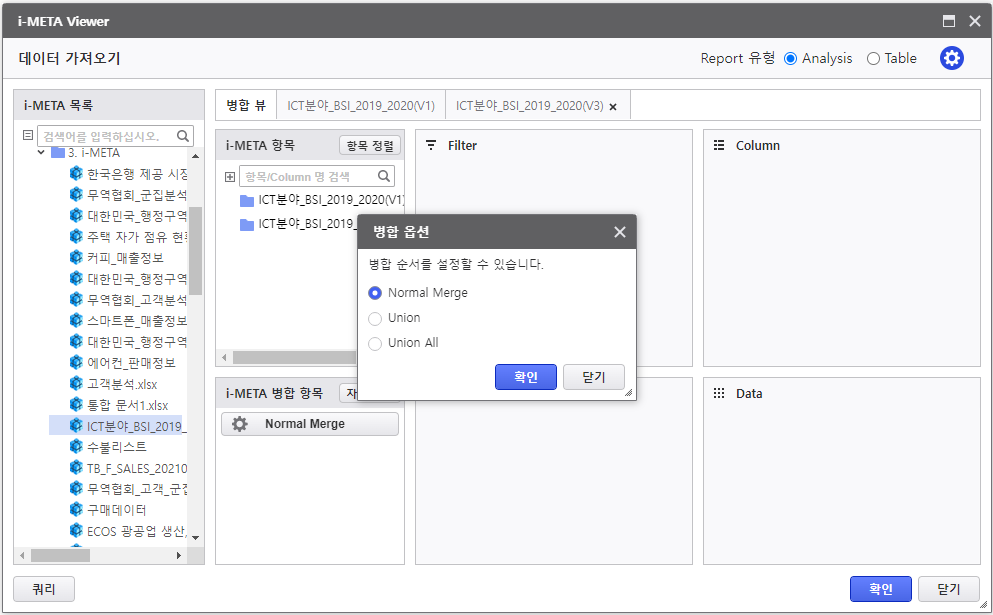 i-META Viewer
데이터 가져오기
Report 유형 Analysis Table
i-META 목록
검색어를 입력하십시오.
3. i-META
한국은행 제공 시장
무역협회_군집분석
대한민국_행정구역
주택 자가 점유 현황
커피_매출정보
대한민국_행정구역
무역협회_고객분석
스마트폰_매출정보
대한민국_행정구역
에어컨_판매정보
고객분석.xlsx
통합 문서1.xlsx
ICT분야_BSI_2019_
수불리스트
TB_F_SALES_20210
무역협회_고객_군집
구매데이터
ECOS 광공업 생산,
병합 뷰 ICT분야_BSI_2019_2020(V1) ICT분야_BSI_2019_2020(V3)
i-META 항목 항목 정렬
항목/Column 명 검색
ICT분야_BSI_2019_2020(V1)
ICT분야_BSI_2019_
Filter
Column
병합 옵션
병합 순서를 설정할 수 있습니다.
Normal Merge
Union
Union All
확인 닫기
i-META 병합 항목 자
Normal Merge
Data
쿼리 확인 닫기